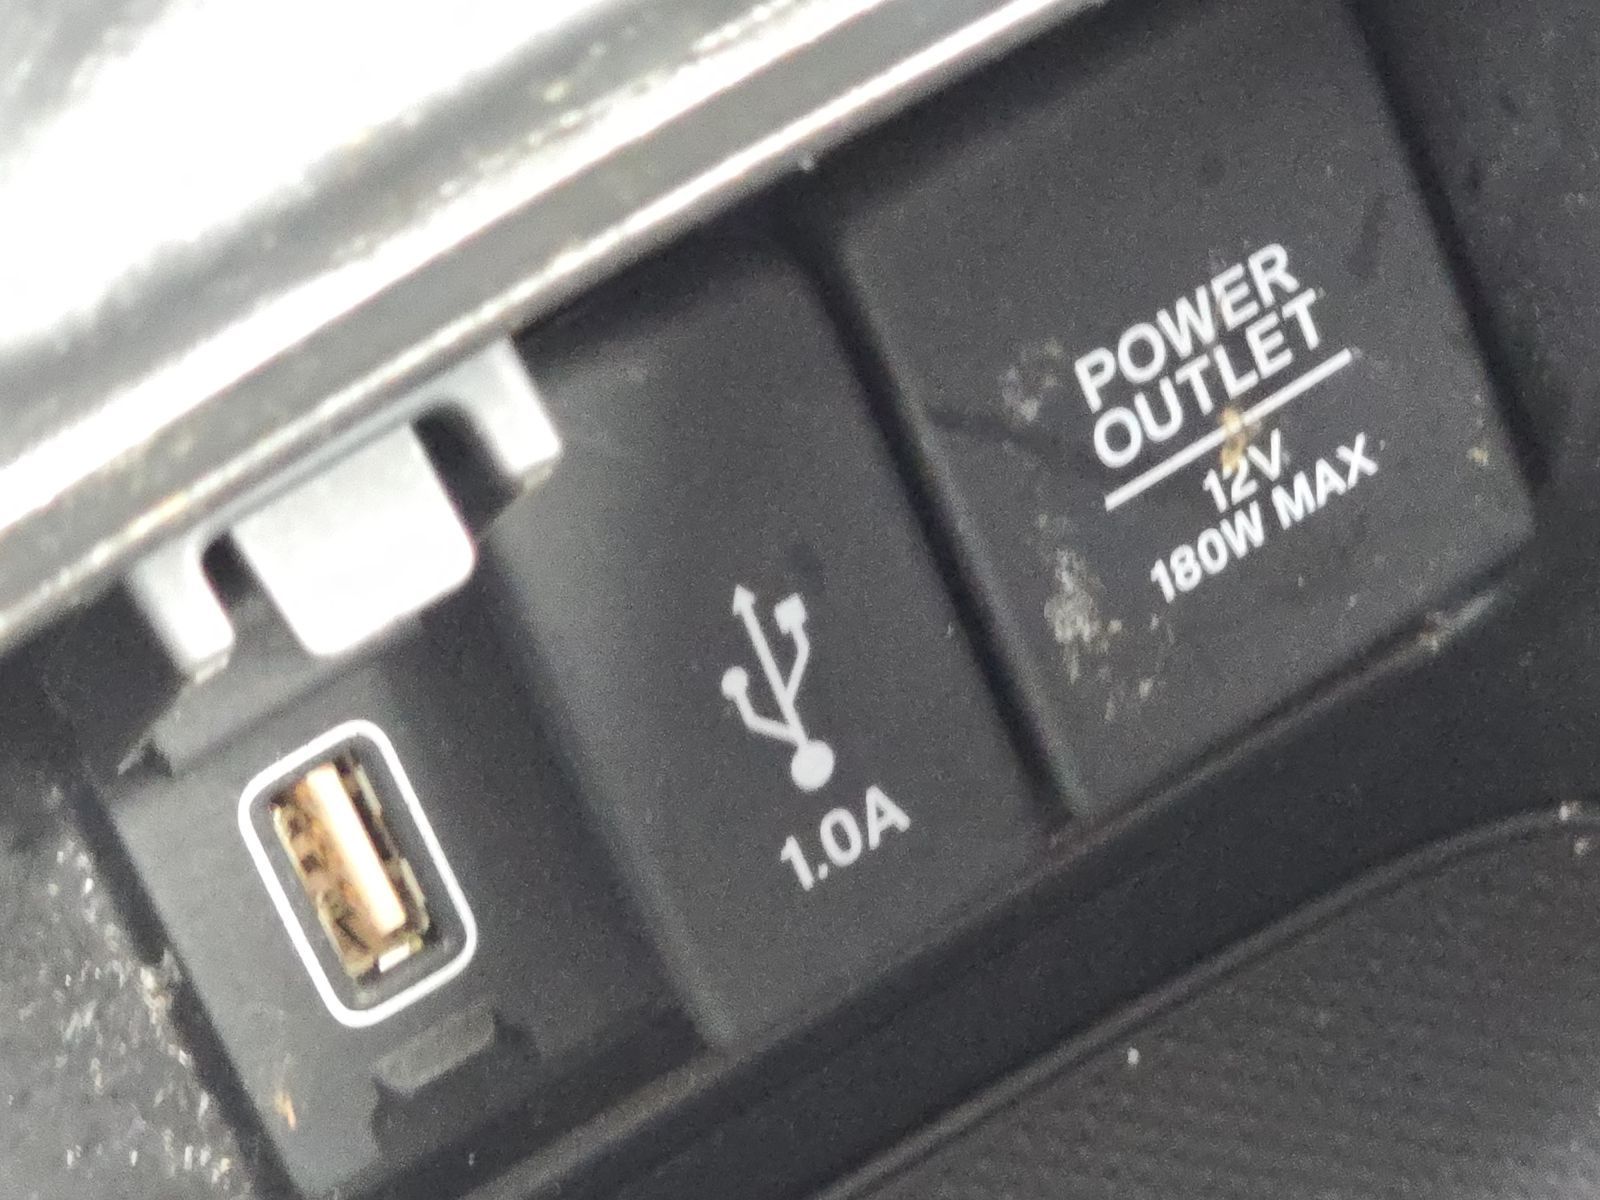 POWER
OUTLET
12V
180W MAX
1.0A